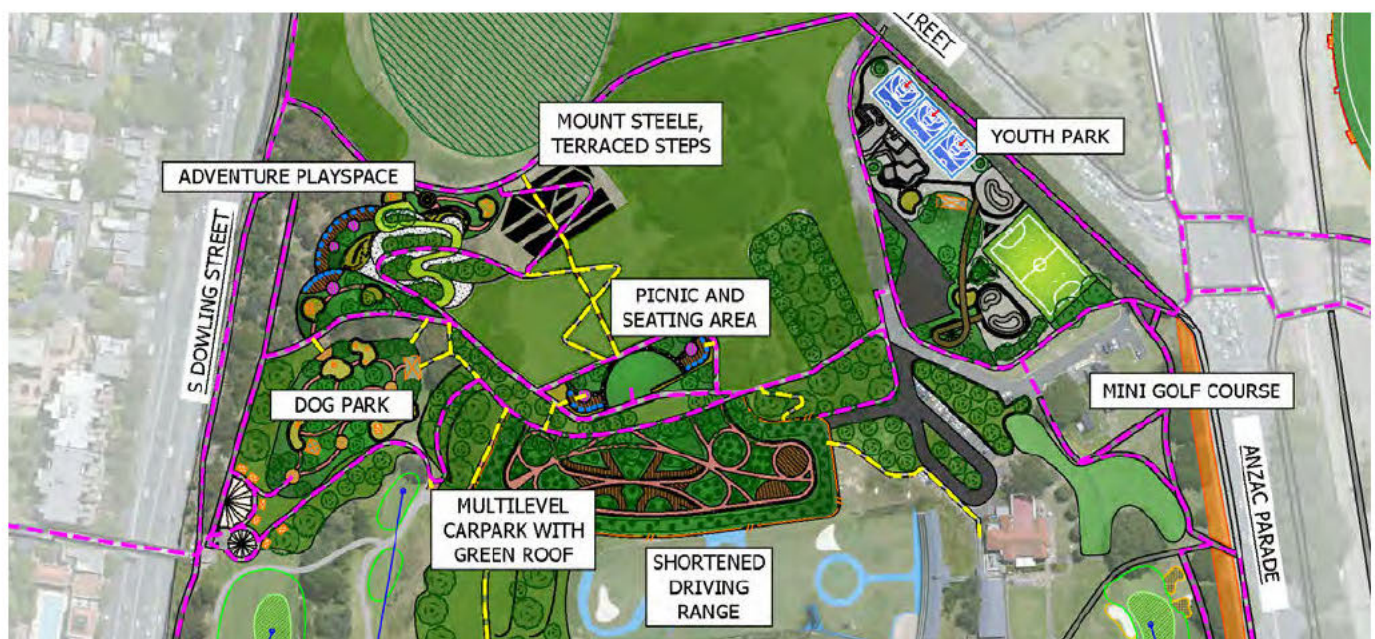 STREET
MOUNT STEELE,
TERRACED STEPS
YOUTH PARK
ADVENTURE PLAYSPACE
S DOWLING STREET
PICNIC AND
SEATING AREA
DOG PARK
MINI GOLF COURSE
MULTILEVEL
CARPARK WITH
GREEN ROOF
SHORTENED
DRIVING
RANGE
ANZAC PARADE